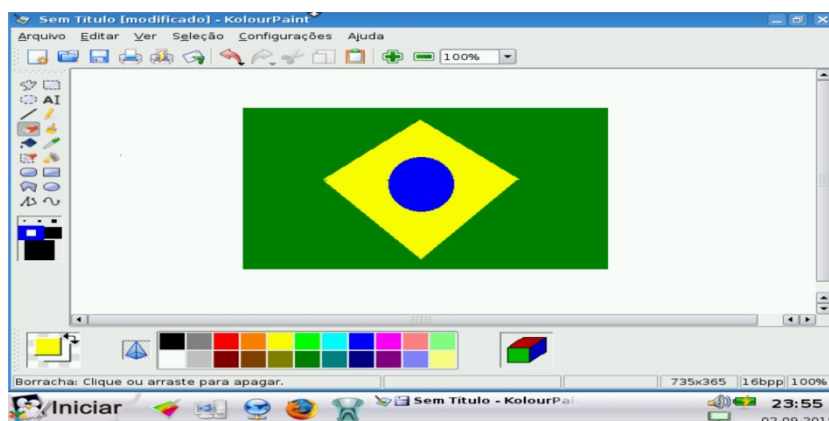 Sem Título [modificado] - KolourPaint
Arquivo Editar Ver Seleção Configurações Ajuda
100%
AI
Borracha: Clique ou arraste para apagar.
735x365 16bpp 100%
Iniciar
Sem Título - KolourPai
23:55